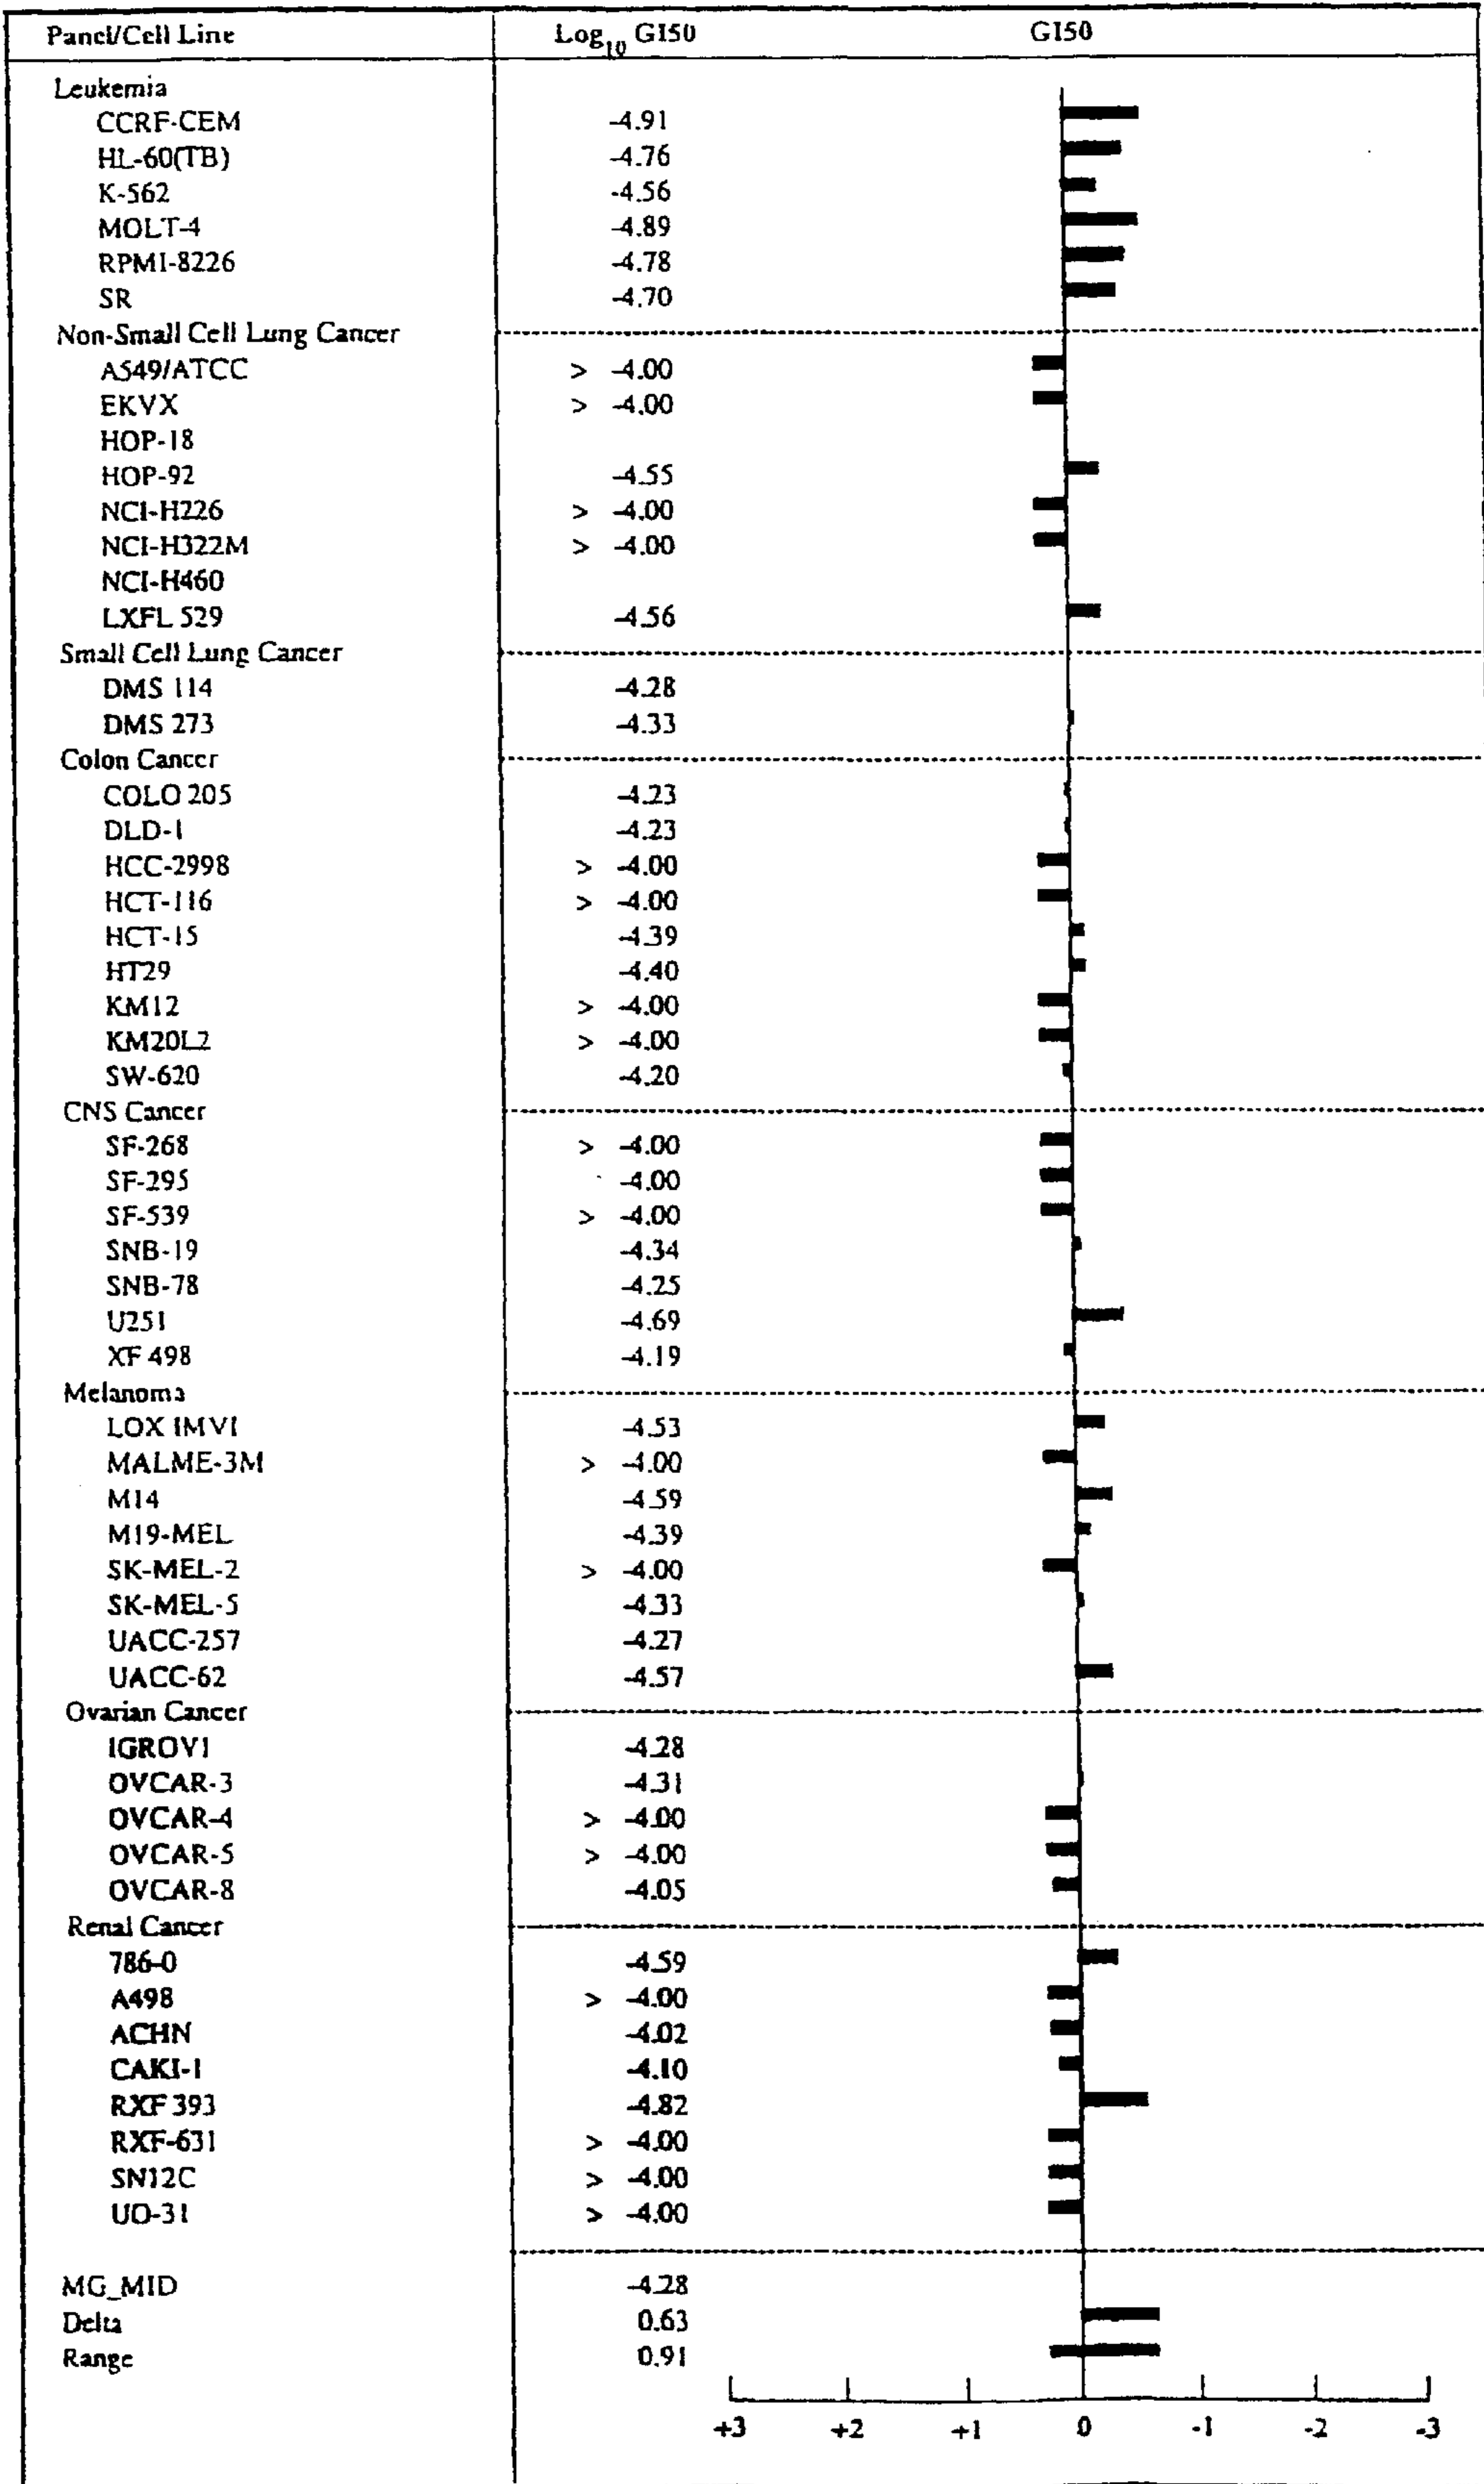 Panel/Cell Line Log10 GI50 GI50
Leukemia
CCRF-CEM -4.91
HL-60(TB) -4.76
K-562 -4.56
MOLT-4 -4.89
RPMI-8226 -4.78
SR -4.70
Non-Small Cell Lung Cancer
A549/ATCC > -4.00
EKVX > -4.00
HOP-18
HOP-92 -4.55
NCI-H226 > -4.00
NCI-H322M > -4.00
NCI-H460
LXFL 529 -4.56
Small Cell Lung Cancer
DMS 114 -4.28
DMS 273 -4.33
Colon Cancer
COLO 205 -4.23
DLD-1 -4.23
HCC-2998 > -4.00
HCT-116 > -4.00
HCT-15 -4.39
HT29 -4.40
KM12 > -4.00
KM20L2 > -4.00
SW-620 -4.20
CNS Cancer
SF-268 > -4.00
SF-295 -4.00
SF-539 > -4.00
SNB-19 -4.34
SNB-78 -4.25
U251 -4.69
XF 498 -4.19
Melanoma
LOX IMVI -4.53
MALME-3M > -4.00
M14 -4.59
M19-MEL -4.39
SK-MEL-2 > -4.00
SK-MEL-5 -4.33
UACC-257 -4.27
UACC-62 -4.57
Ovarian Cancer
IGROV1 -4.28
OVCAR-3 -4.31
OVCAR-4 > -4.00
OVCAR-5 > -4.00
OVCAR-8 -4.05
Renal Cancer
786-0 -4.59
A498 > -4.00
ACHN -4.02
CAKI-1 -4.10
RXF 393 -4.82
RXF-631 > -4.00
SN12C > -4.00
UO-31 > -4.00
MG_MID -4.28
Delta 0.63
Range 0.91
+3 +2 +1 0 -1 -2 -3